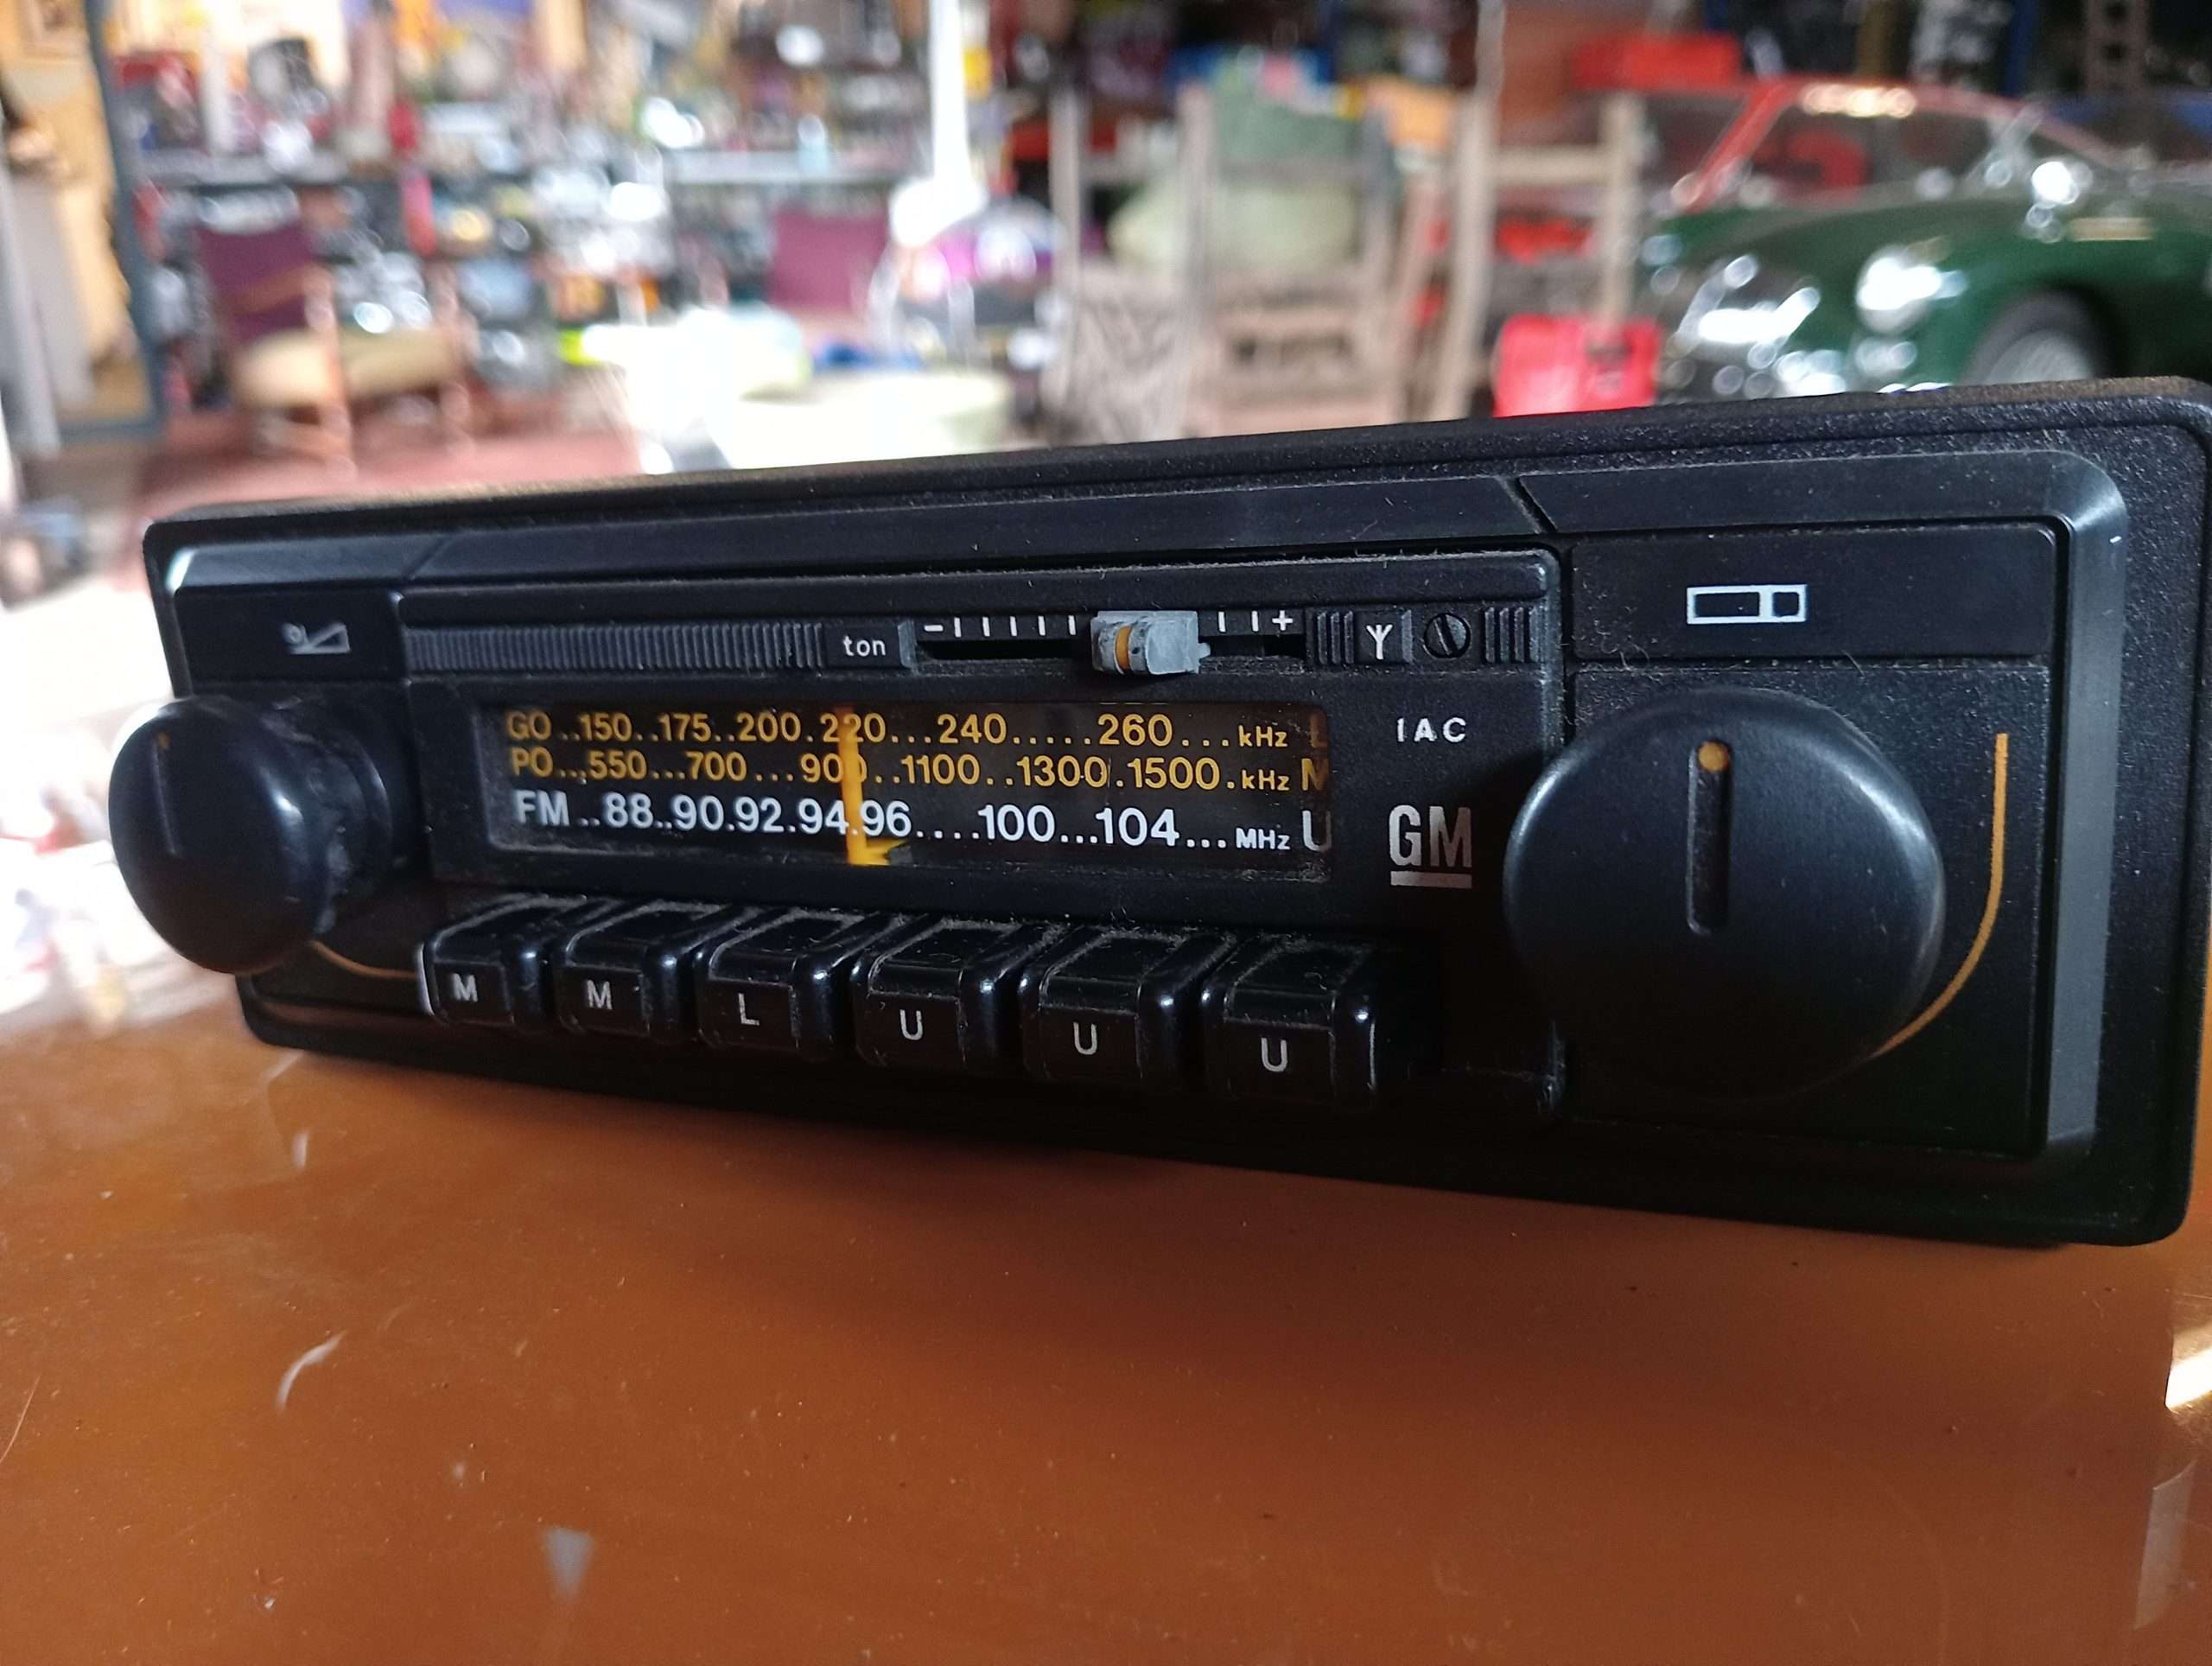 ton - +
GO..150..175..200.220...240.....260...kHz L
PO...550...700...900..1100..1300.1500.kHz M
FM..88..90.92.94.96....100...104...MHz U
IAC
GM
M M L U U U